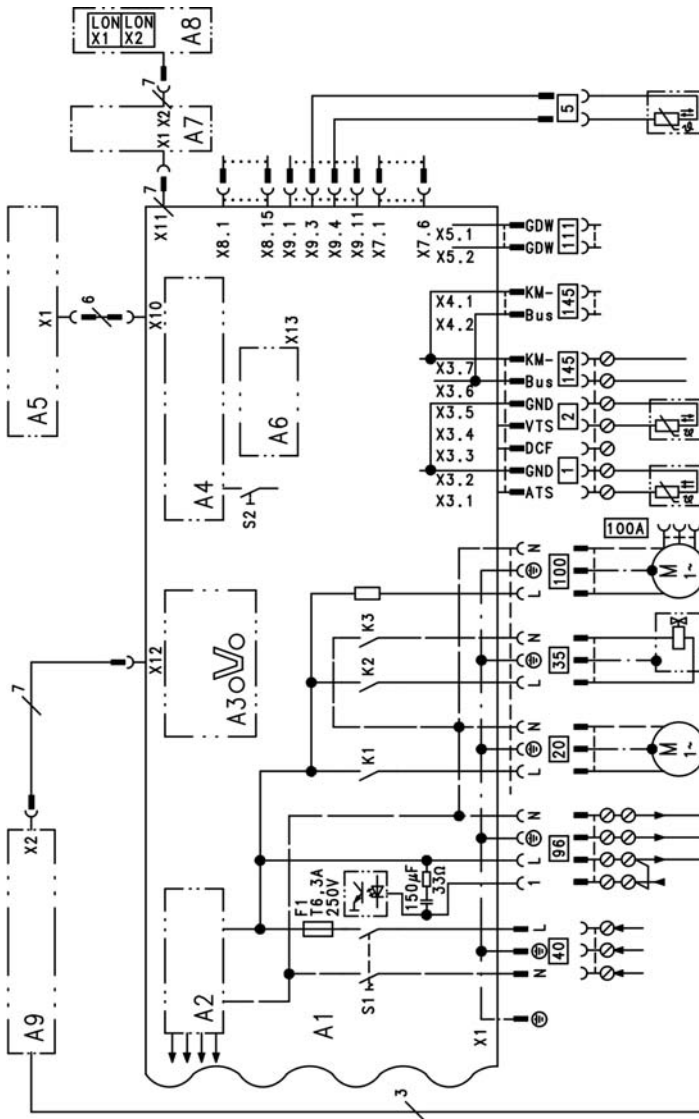 LON LON
X1 X2
A8
7
X1 X2
A7
7
X11
A5
X1
6
X10
X8.1
X8.15
X9.1
X9.3
X9.4
X9.11
X7.1
X7.6
5
ϑ
A4
S2
A6
X13
X5.1
X5.2
GDW
GDW
111
X4.1
X4.2
KM-
Bus
145
X3.7
X3.6
X3.5
X3.4
X3.3
X3.2
X3.1
KM-
Bus
145
GND
VTS
2
DCF
GND
1
ATS
ϑ
ϑ
X12
A3
7
X2
A9
3
K3
K2
K1
N
L
100
100A
M
1~
N
L
35
N
L
20
M
1~
N
L
1
96
150µF
33Ω
F1
T6,3A
250V
A2
A1
S1
L
N
40
X1